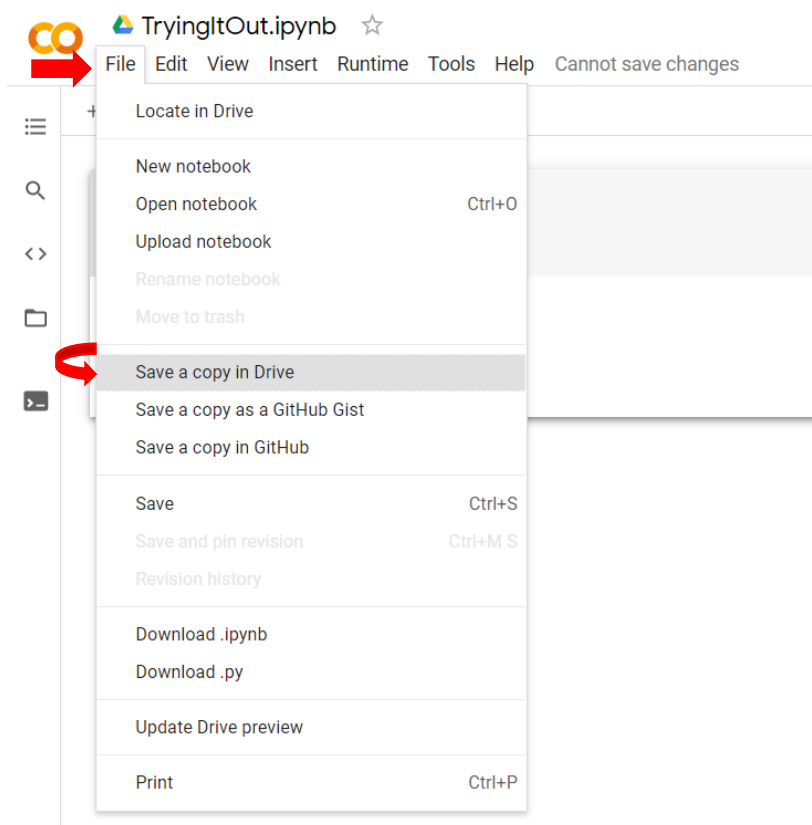 TryingItOut.ipynb
File Edit View Insert Runtime Tools Help Cannot save changes
Locate in Drive
New notebook
Open notebook Ctrl+O
Upload notebook
Rename notebook
Move to trash
Save a copy in Drive
Save a copy as a GitHub Gist
Save a copy in GitHub
Save Ctrl+S
Save and pin revision Ctrl+M S
Revision history
Download .ipynb
Download .py
Update Drive preview
Print Ctrl+P